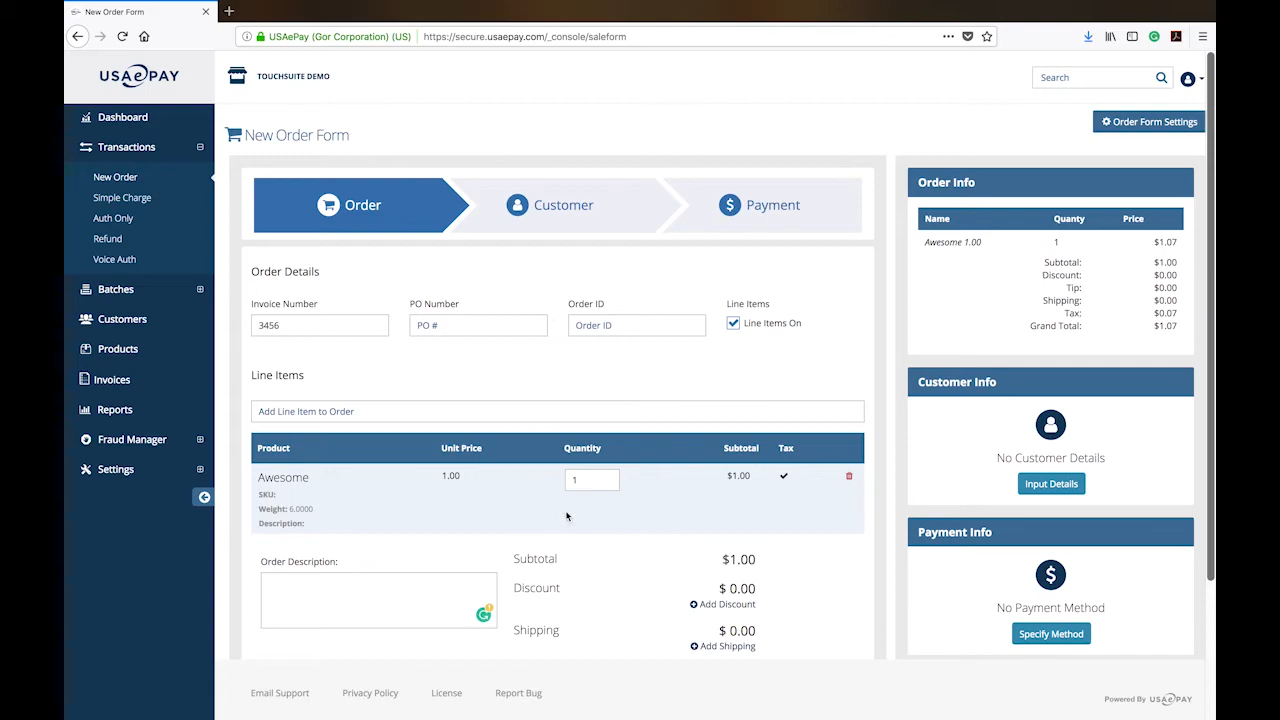 New Order Form
USAePay (Gor Corporation) (US)
https://secure.usaepay.com/_console/saleform
USAePAY
TOUCHSUITE DEMO
Search
Dashboard
Transactions
New Order
Simple Charge
Auth Only
Refund
Voice Auth
Batches
Customers
Products
Invoices
Reports
Fraud Manager
Settings
New Order Form
Order Form Settings
Order
Customer
Payment
Order Details
Invoice Number
PO Number
Order ID
Line Items
3456
PO #
Order ID
Line Items On
Line Items
Add Line Item to Order
Product Unit Price Quantity Subtotal Tax
Awesome 1.00 1 $1.00
SKU:
Weight: 6.0000
Description:
Order Description:
Subtotal $1.00
Discount $ 0.00
Add Discount
Shipping $ 0.00
Add Shipping
Order Info
Name Quanty Price
Awesome 1.00 1 $1.07
Subtotal: $1.00
Discount: $0.00
Tip: $0.00
Shipping: $0.00
Tax: $0.07
Grand Total: $1.07
Customer Info
No Customer Details
Input Details
Payment Info
$
No Payment Method
Specify Method
Email Support
Privacy Policy
License
Report Bug
Powered By USAePAY